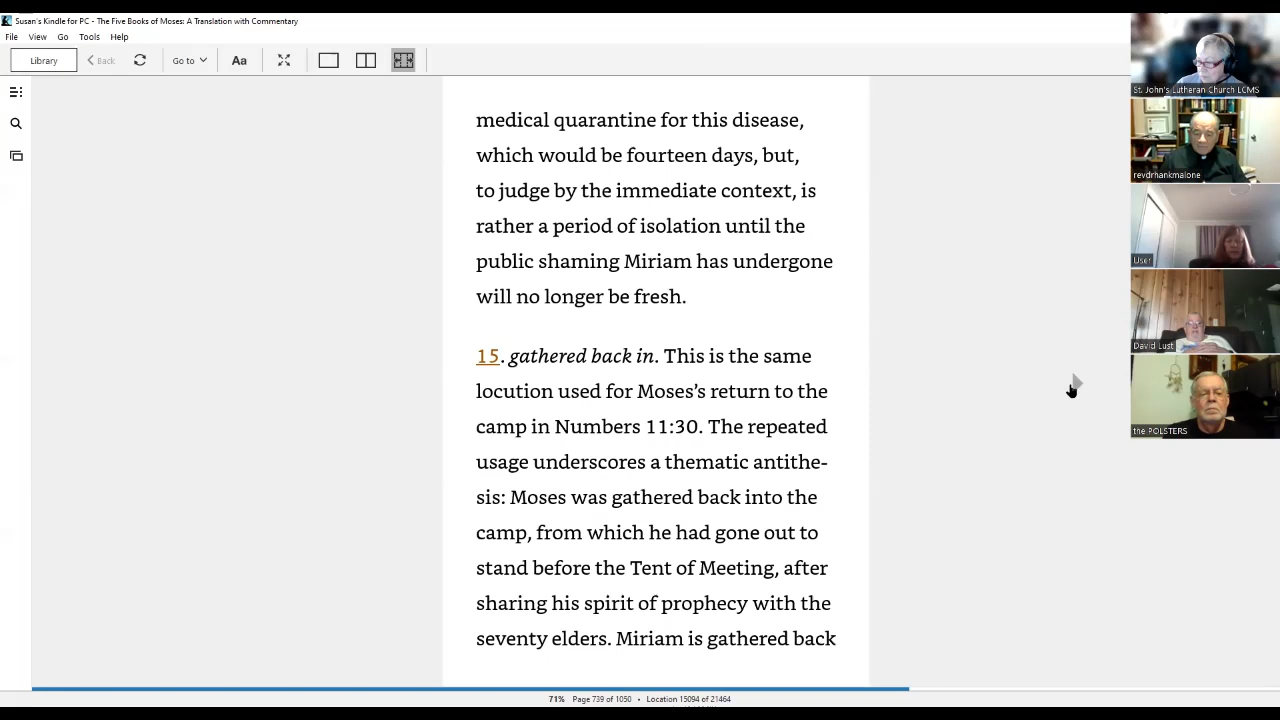 Susan's Kindle for PC - The Five Books of Moses: A Translation with Commentary
File View Go Tools Help
Library Back Go to Aa
medical quarantine for this disease,
which would be fourteen days, but,
to judge by the immediate context, is
rather a period of isolation until the
public shaming Miriam has undergone
will no longer be fresh.
15. gathered back in. This is the same
locution used for Moses's return to the
camp in Numbers 11:30. The repeated
usage underscores a thematic antithe-
sis: Moses was gathered back into the
camp, from which he had gone out to
stand before the Tent of Meeting, after
sharing his spirit of prophecy with the
seventy elders. Miriam is gathered back
71% Page 739 of 1050 • Location 15094 of 21464
St. John's Lutheran Church LCMS
revdrhankmalone
User
David Lust
the POLSTERS